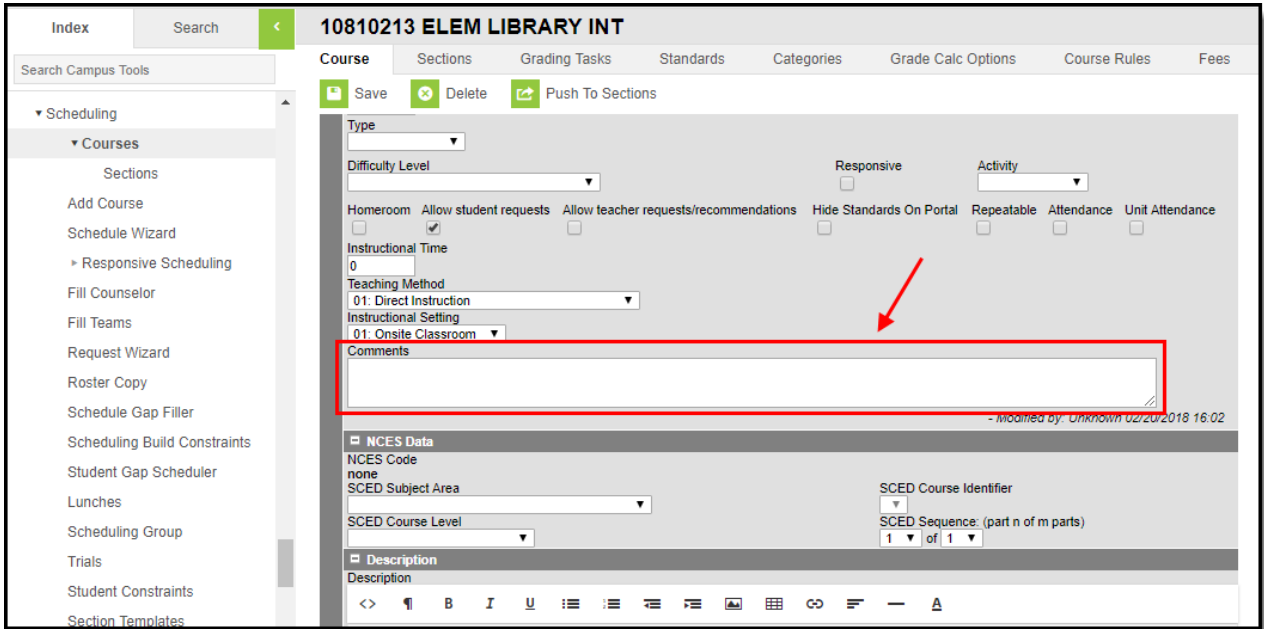 Index Search
Search Campus Tools
Scheduling
Courses
Sections
Add Course
Schedule Wizard
Responsive Scheduling
Fill Counselor
Fill Teams
Request Wizard
Roster Copy
Schedule Gap Filler
Scheduling Build Constraints
Student Gap Scheduler
Lunches
Scheduling Group
Trials
Student Constraints
Section Templates
10810213 ELEM LIBRARY INT
Course Sections Grading Tasks Standards Categories Grade Calc Options Course Rules Fees
Save Delete Push To Sections
Type
Difficulty Level Responsive Activity
Homeroom Allow student requests Allow teacher requests/recommendations Hide Standards On Portal Repeatable Attendance Unit Attendance
Instructional Time
0
Teaching Method
01: Direct Instruction
Instructional Setting
01: Onsite Classroom
Comments
- Modified by: Unknown 02/20/2018 16:02
NCES Data
NCES Code
none
SCED Subject Area SCED Course Identifier
SCED Course Level SCED Sequence: (part n of m parts)
1 of 1
Description
Description
<> ¶ B I U A